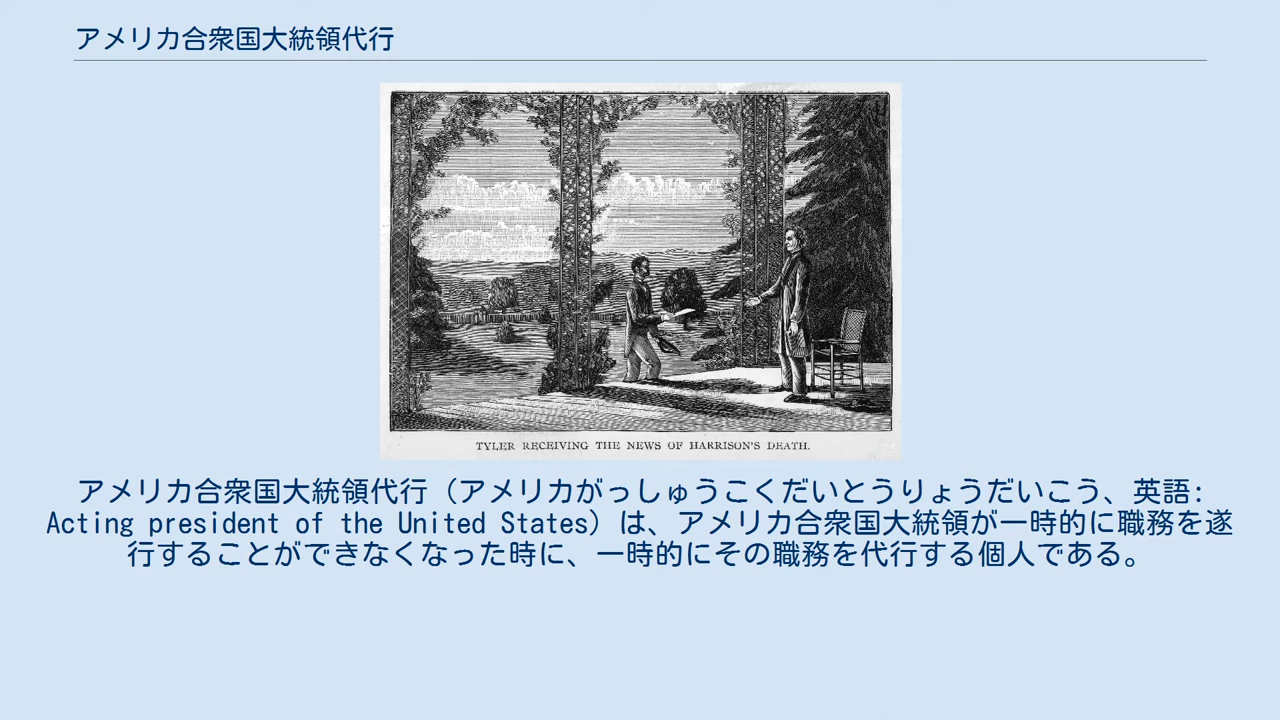 アメリカ合衆国大統領代行
TYLER RECEIVING THE NEWS OF HARRISON'S DEATH.
アメリカ合衆国大統領代行（アメリカがっしゅうこくだいとうりょうだいこう、英語:
Acting president of the United States）は、アメリカ合衆国大統領が一時的に職務を遂
行することができなくなった時に、一時的にその職務を代行する個人である。